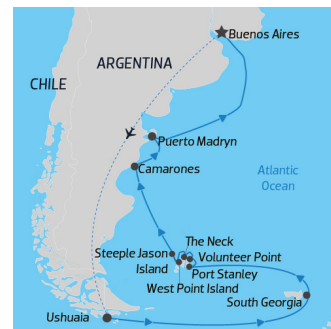 Buenos Aires
ARGENTINA
CHILE
Puerto Madryn
Camarones
Atlantic
Ocean
The Neck
Steeple Jason
Island
Volunteer Point
Port Stanley
West Point Island
South Georgia
Ushuaia